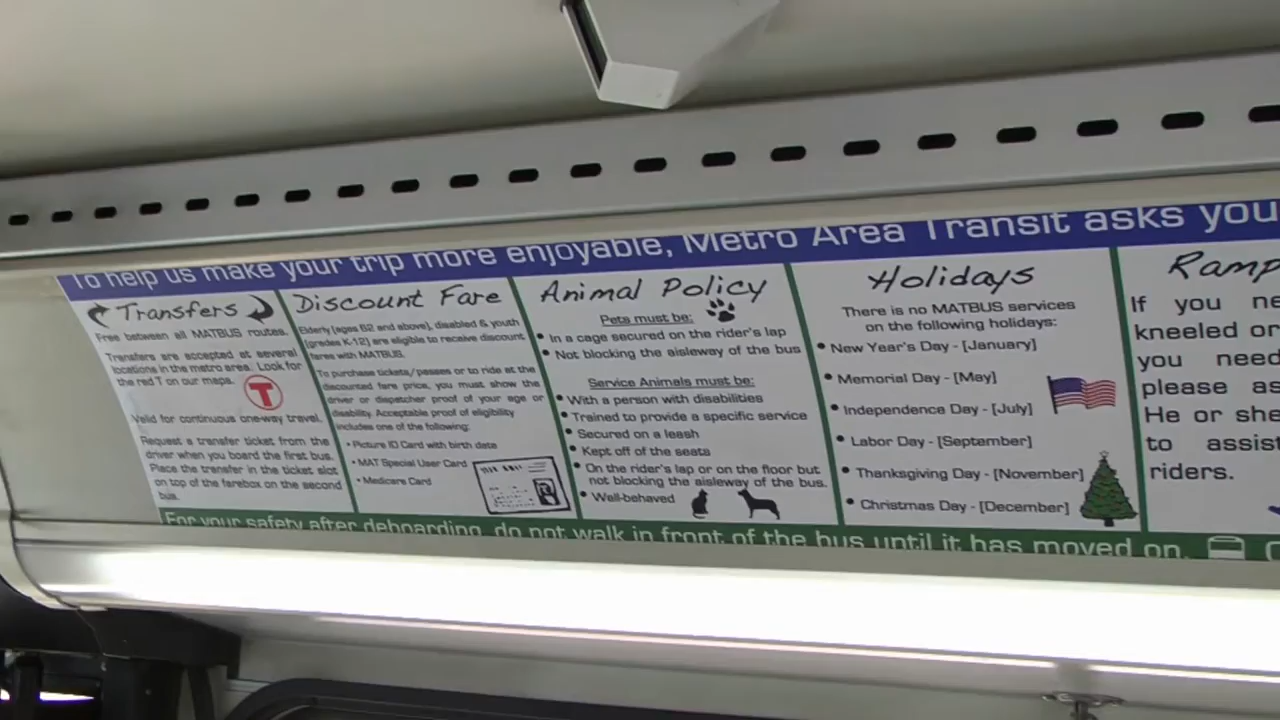 To help us make your trip more enjoyable, Metro Area Transit asks you
Transfers
Free between all MATBUS routes.
Transfers are accepted at several
locations in the metro area. Look for
the red T on our maps.
T
Valid for continuous one-way travel.
Request a transfer ticket from the
driver when you board the first bus.
Place the transfer in the ticket slot
on top of the farebox on the second
bus.
Discount Fare
Elderly (ages 62 and above), disabled & youth
(grades K-12) are eligible to receive discount
fares with MATBUS.
To purchase tickets/passes or to ride at the
discounted fare price, you must show the
driver or dispatcher proof of your age or
disability. Acceptable proof of eligibility
includes one of the following:
• Picture ID Card with birth date
• MAT Special User Card
• Medicare Card
Animal Policy
Pets must be:
• In a cage secured on the rider's lap
• Not blocking the aisleway of the bus
Service Animals must be:
• With a person with disabilities
• Trained to provide a specific service
• Secured on a leash
• Kept off of the seats
• On the rider's lap or on the floor but
not blocking the aisleway of the bus.
• Well-behaved
Holidays
There is no MATBUS services
on the following holidays:
• New Year's Day - [January]
• Memorial Day - [May]
• Independence Day - [July]
• Labor Day - [September]
• Thanksgiving Day - [November]
• Christmas Day - [December]
Ramp
If you ne
kneeled or
you need
please as
He or she
to assist
riders.
For your safety after deboarding, do not walk in front of the bus until it has moved on.